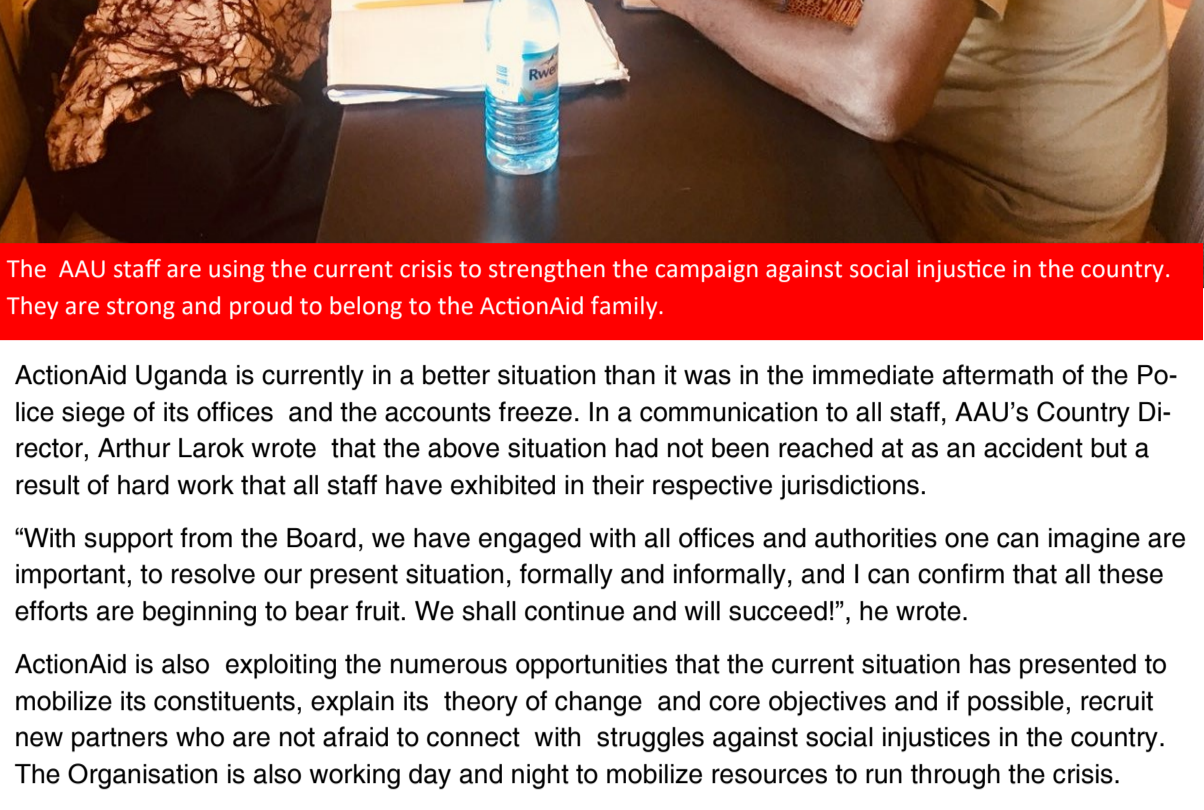 Rwe
The  AAU staff are using the current crisis to strengthen the campaign against social injustice in the country.
They are strong and proud to belong to the ActionAid family.
ActionAid Uganda is currently in a better situation than it was in the immediate aftermath of the Po-
lice siege of its offices  and the accounts freeze. In a communication to all staff, AAU’s Country Di-
rector, Arthur Larok wrote  that the above situation had not been reached at as an accident but a
result of hard work that all staff have exhibited in their respective jurisdictions.
“With support from the Board, we have engaged with all offices and authorities one can imagine are
important, to resolve our present situation, formally and informally, and I can confirm that all these
efforts are beginning to bear fruit. We shall continue and will succeed!”, he wrote.
ActionAid is also  exploiting the numerous opportunities that the current situation has presented to
mobilize its constituents, explain its  theory of change  and core objectives and if possible, recruit
new partners who are not afraid to connect  with  struggles against social injustices in the country.
The Organisation is also working day and night to mobilize resources to run through the crisis.